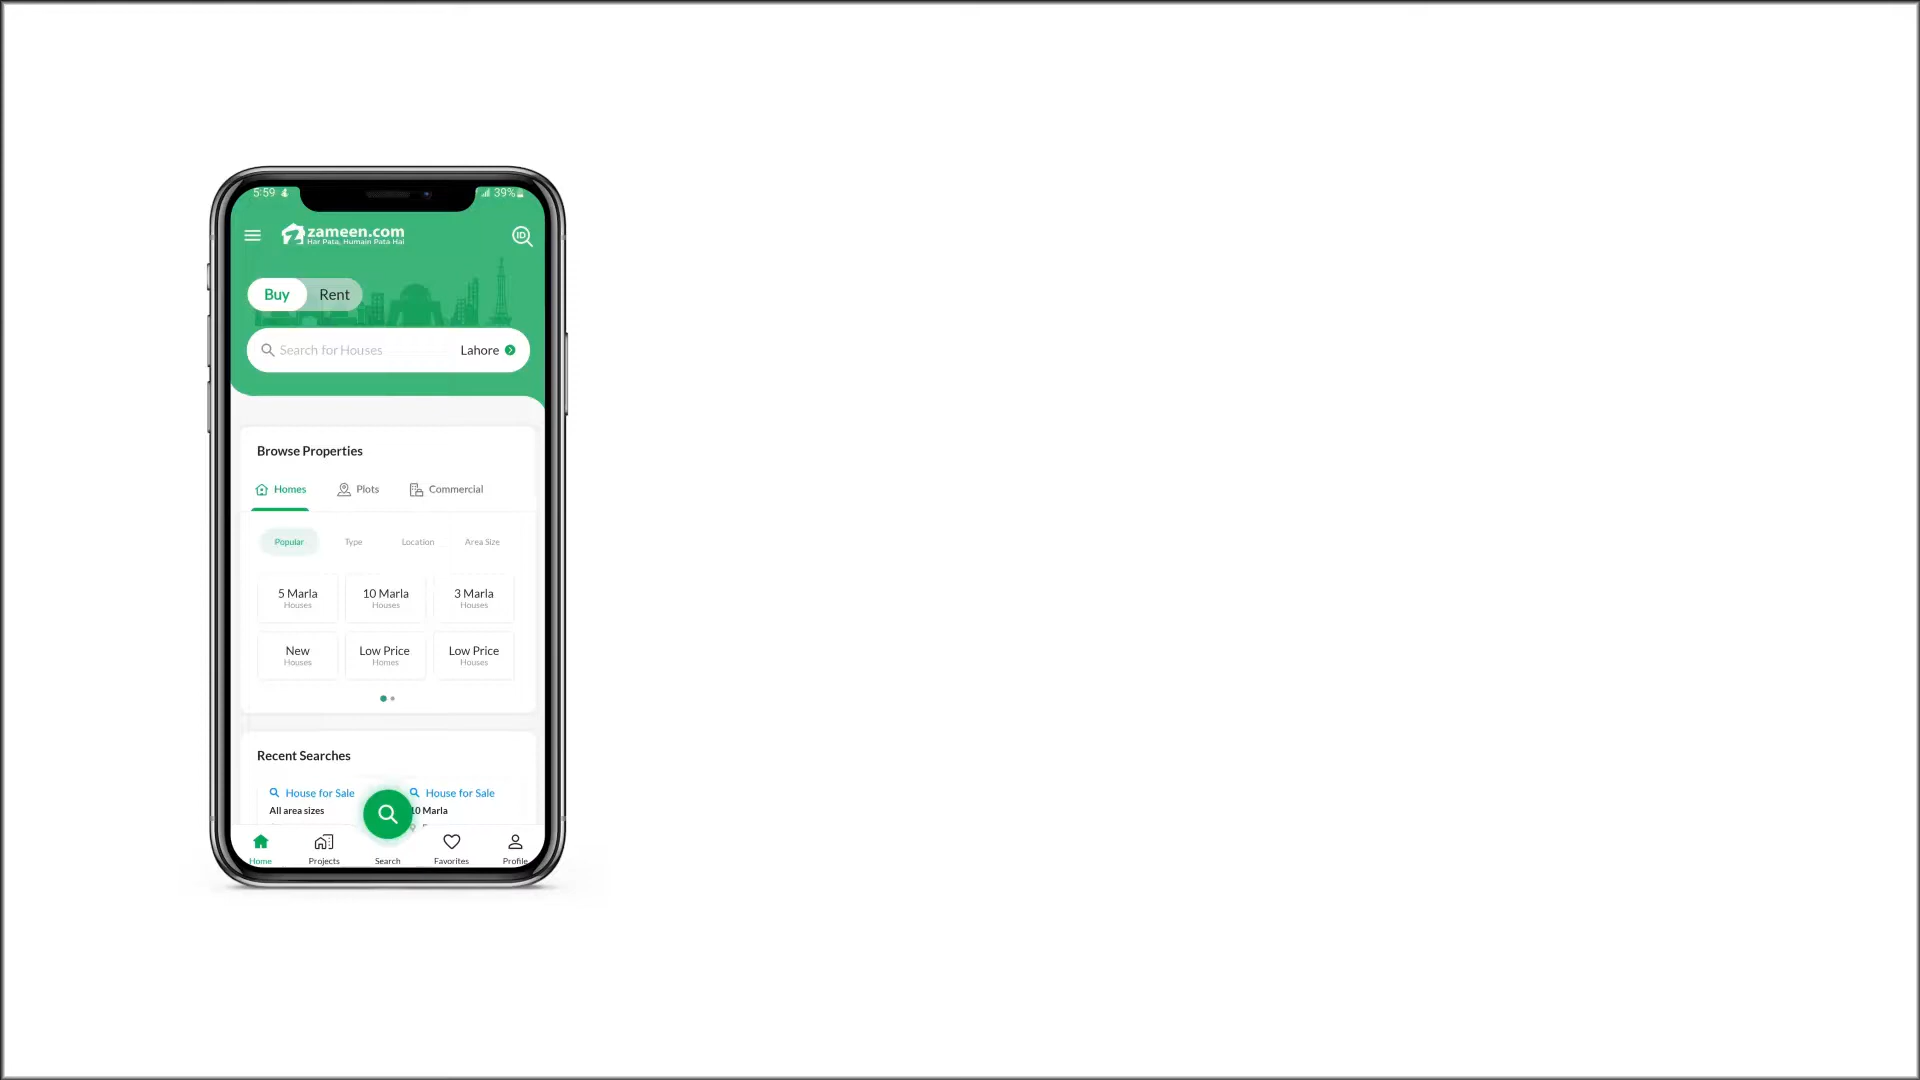 5:59
39%
zameen.com
Har Pata, Humain Pata Hai
ID
Buy Rent
Search for Houses Lahore
Browse Properties
Homes Plots Commercial
Popular Type Location Area Size
5 Marla 10 Marla 3 Marla
Houses Houses Houses
New Low Price Low Price
Houses Homes Houses
Recent Searches
House for Sale House for Sale
All area sizes 10 Marla
Home Projects Search Favorites Profile